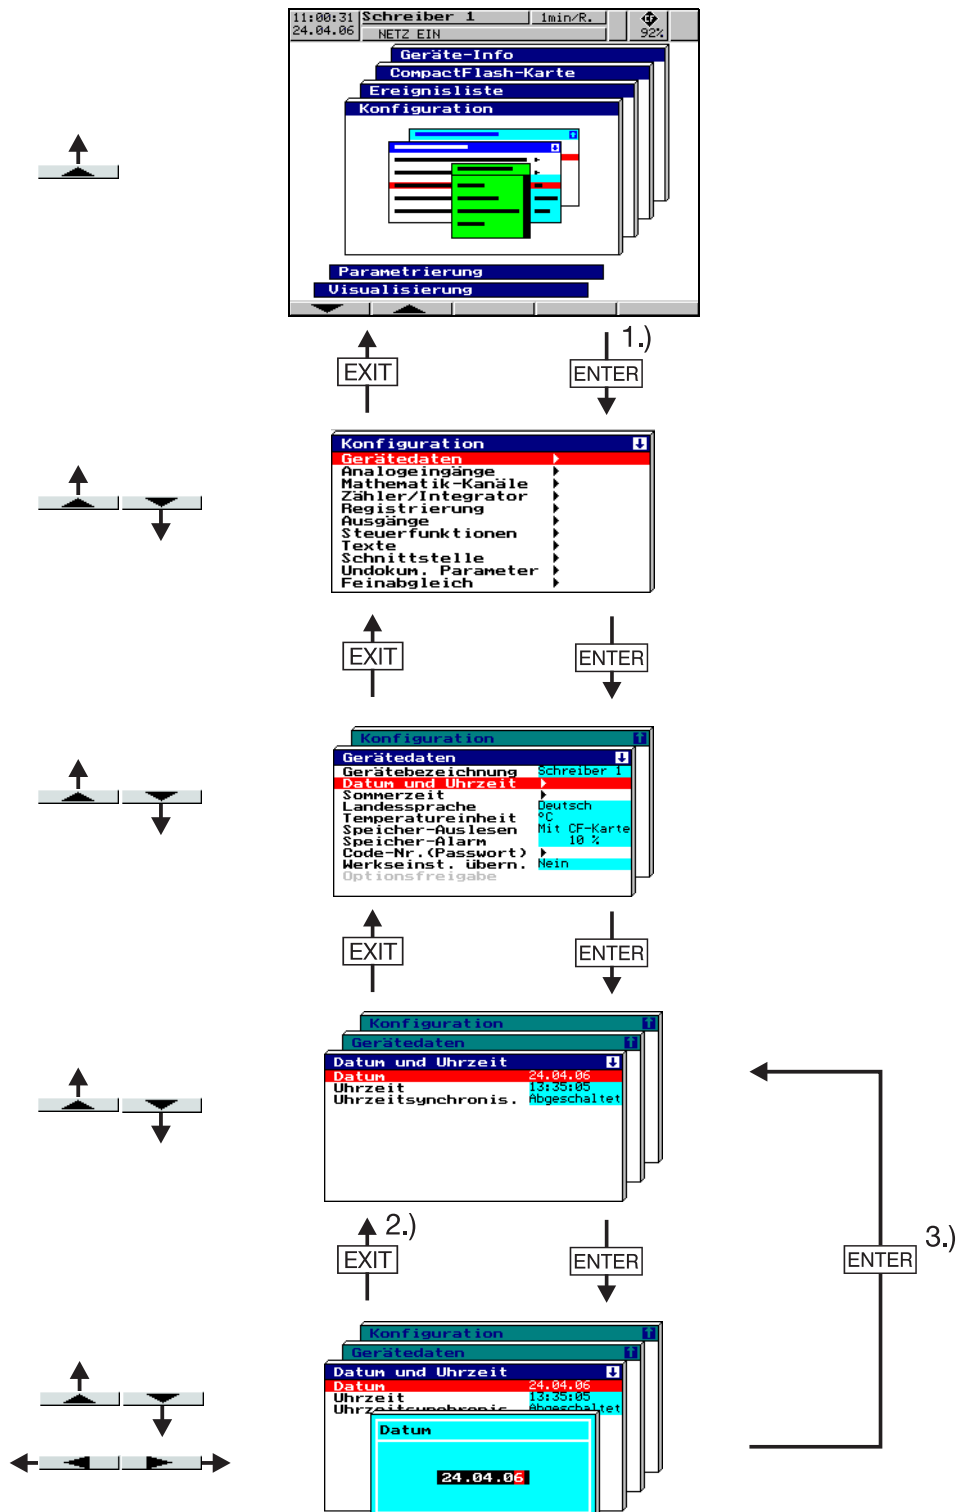 11:00:31 Schreiber 1 1min/R. CF
24.04.06 NETZ EIN 92%
Geräte-Info
CompactFlash-Karte
Ereignisliste
Konfiguration
Parametrierung
Visualisierung
1.)
EXIT ENTER
Konfiguration
Gerätedaten
Analogeingänge
Mathematik-Kanäle
Zähler/Integrator
Registrierung
Ausgänge
Steuerfunktionen
Texte
Schnittstelle
Undokum. Parameter
Feinabgleich
EXIT ENTER
Konfiguration
Gerätedaten
Gerätebezeichnung Schreiber 1
Datum und Uhrzeit
Sommerzeit
Landessprache Deutsch
Temperatureinheit °C
Speicher-Auslesen Mit CF-Karte
Speicher-Alarm 10 %
Code-Nr.(Passwort)
Werkseinst. übern. Nein
Optionsfreigabe
EXIT ENTER
Konfiguration
Gerätedaten
Datum und Uhrzeit
Datum 24.04.06
Uhrzeit 13:35:05
Uhrzeitsynchronis. Abgeschaltet
2.)
EXIT ENTER
ENTER 3.)
Konfiguration
Gerätedaten
Datum und Uhrzeit
Datum 24.04.06
Uhrzeit 13:35:05
Uhrzeitsynchronis. Abgeschaltet
Datum
24.04.06